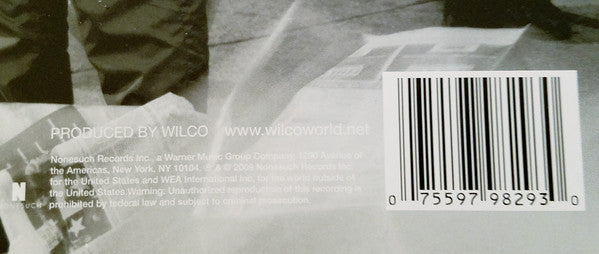 PRODUCED BY WILCO www.wilcoworld.net
Nonesuch Records Inc., a Warner Music Group Company, 1290 Avenue of
the Americas, New York, NY 10104. ℗ & © 2009 Nonesuch Records Inc.
for the United States and WEA International Inc. for the world outside of
the United States. Warning: Unauthorized reproduction of this recording is
prohibited by federal law and subject to criminal prosecution.
N
NONESUCH
0 75597 98293 0